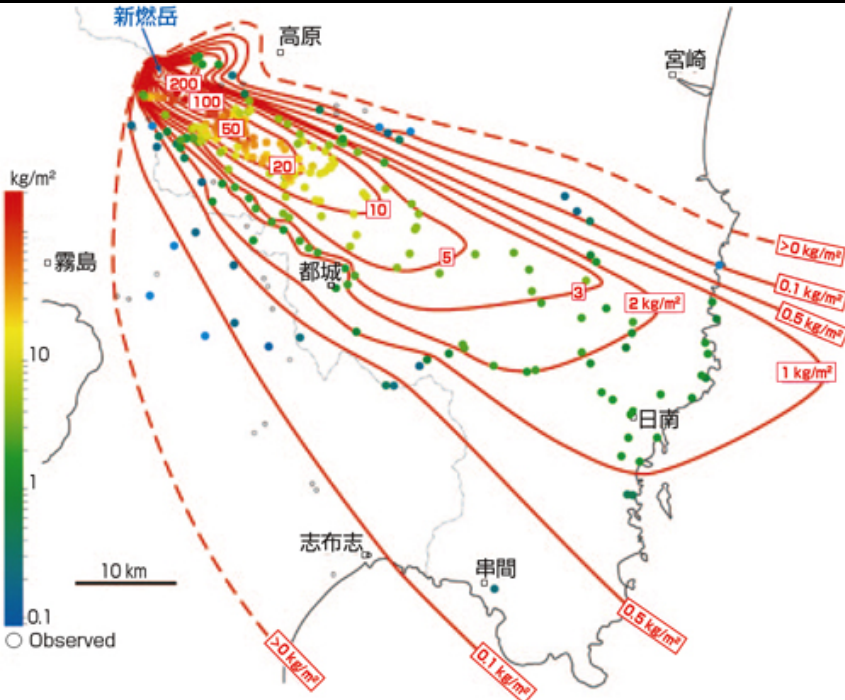 新燃岳
高原
宮崎
200
100
50
20
10
5
3
2 kg/m²
>0 kg/m²
0.1 kg/m²
0.5 kg/m²
1 kg/m²
kg/m²
10
1
0.1
Observed
霧島
都城
日南
志布志
串間
10 km
>0 kg/m²
0.1 kg/m²
0.5 kg/m²